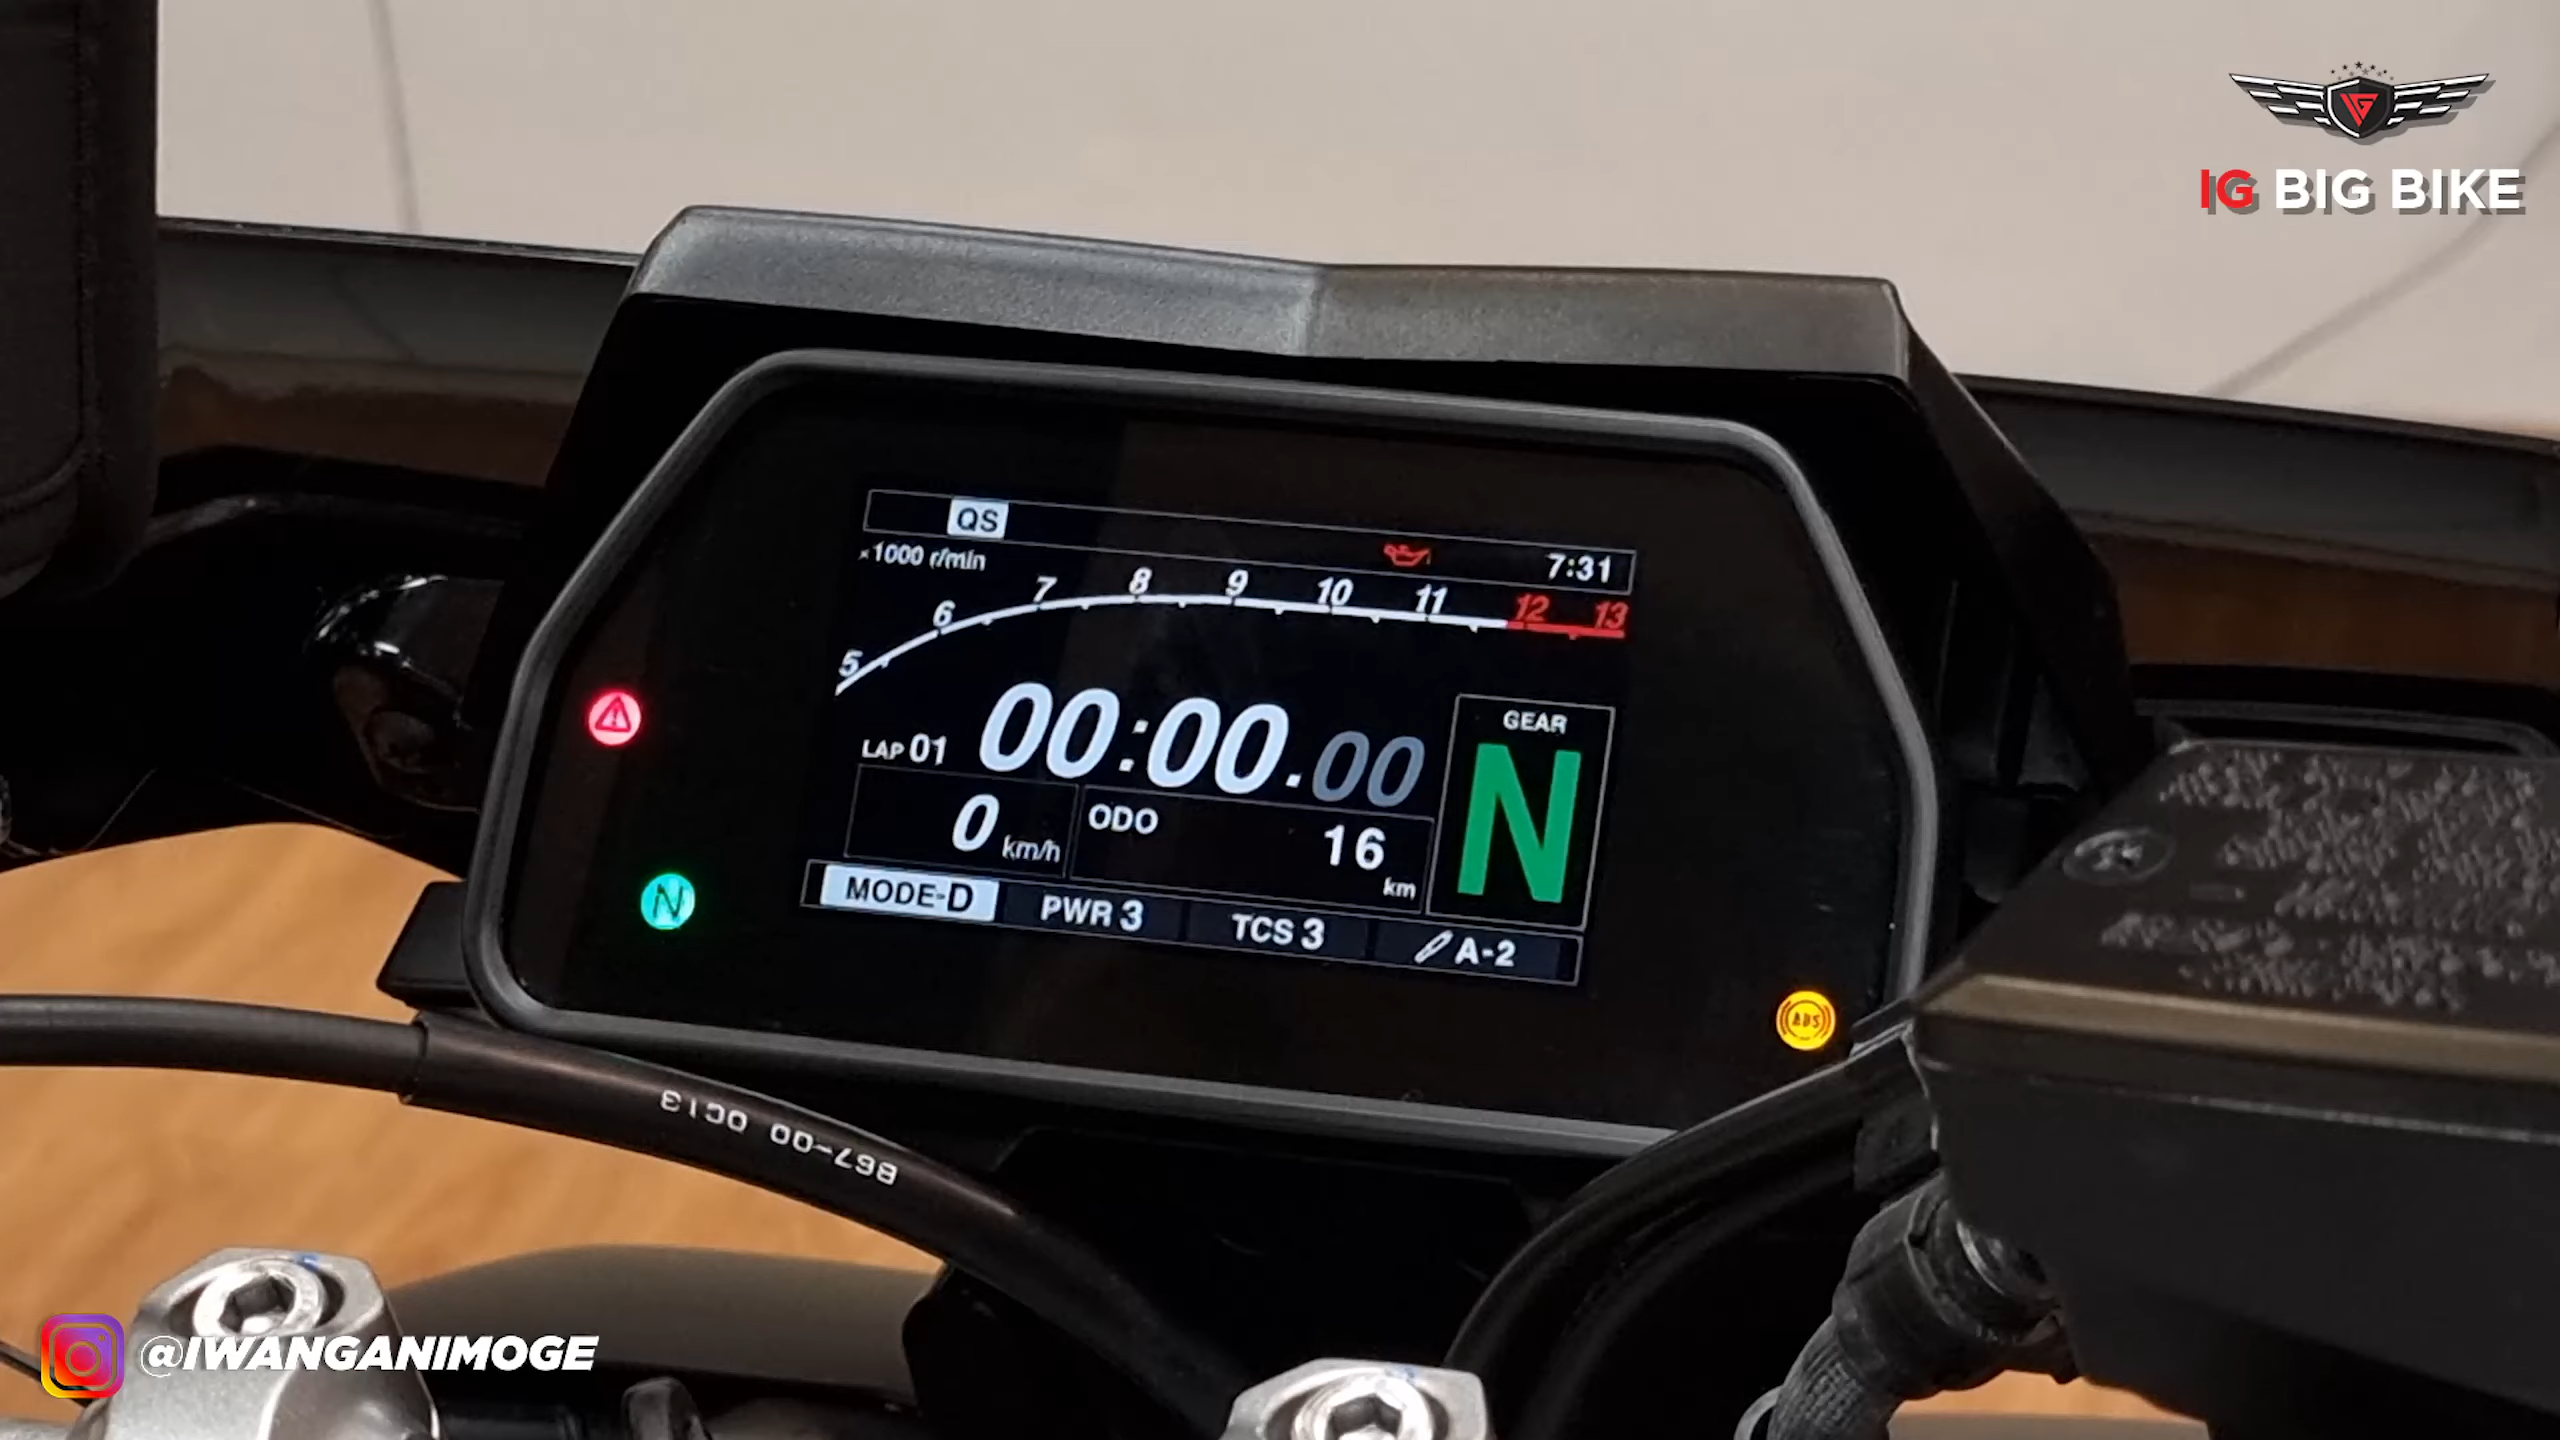 IG BIG BIKE
QS
7:31
×1000 r/min
5 6 7 8 9 10 11 12 13
LAP 01 00:00.00
GEAR
N
0 km/h
ODO 16 km
MODE-D PWR 3 TCS 3 A-2
N
ABS
B67-00 0C13
@IWANGANIMOGE